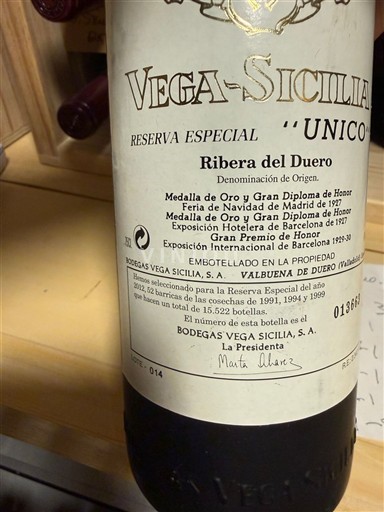 VEGA-SICILIA
RESERVA ESPECIAL "UNICO"
Ribera del Duero
Denominación de Origen.
Medalla de Oro y Gran Diploma de Honor
Feria de Navidad de Madrid de 1927
Medalla de Oro y Gran Diploma de Honor
Exposición Hotelera de Barcelona de 1927
Gran Premio de Honor
Exposición Internacional de Barcelona 1929-30
EMBOTELLADO EN LA PROPIEDAD
BODEGAS VEGA SICILIA, S. A. VALBUENA DE DUERO
Hemos seleccionado para la Reserva Especial del año
2012, 52 barricas de las cosechas de 1991, 1994 y 1999
que hacen un total de 15.522 botellas.
013663
El número de esta botella es el
BODEGAS VEGA SICILIA, S. A.
La Presidenta
LOTE - 014